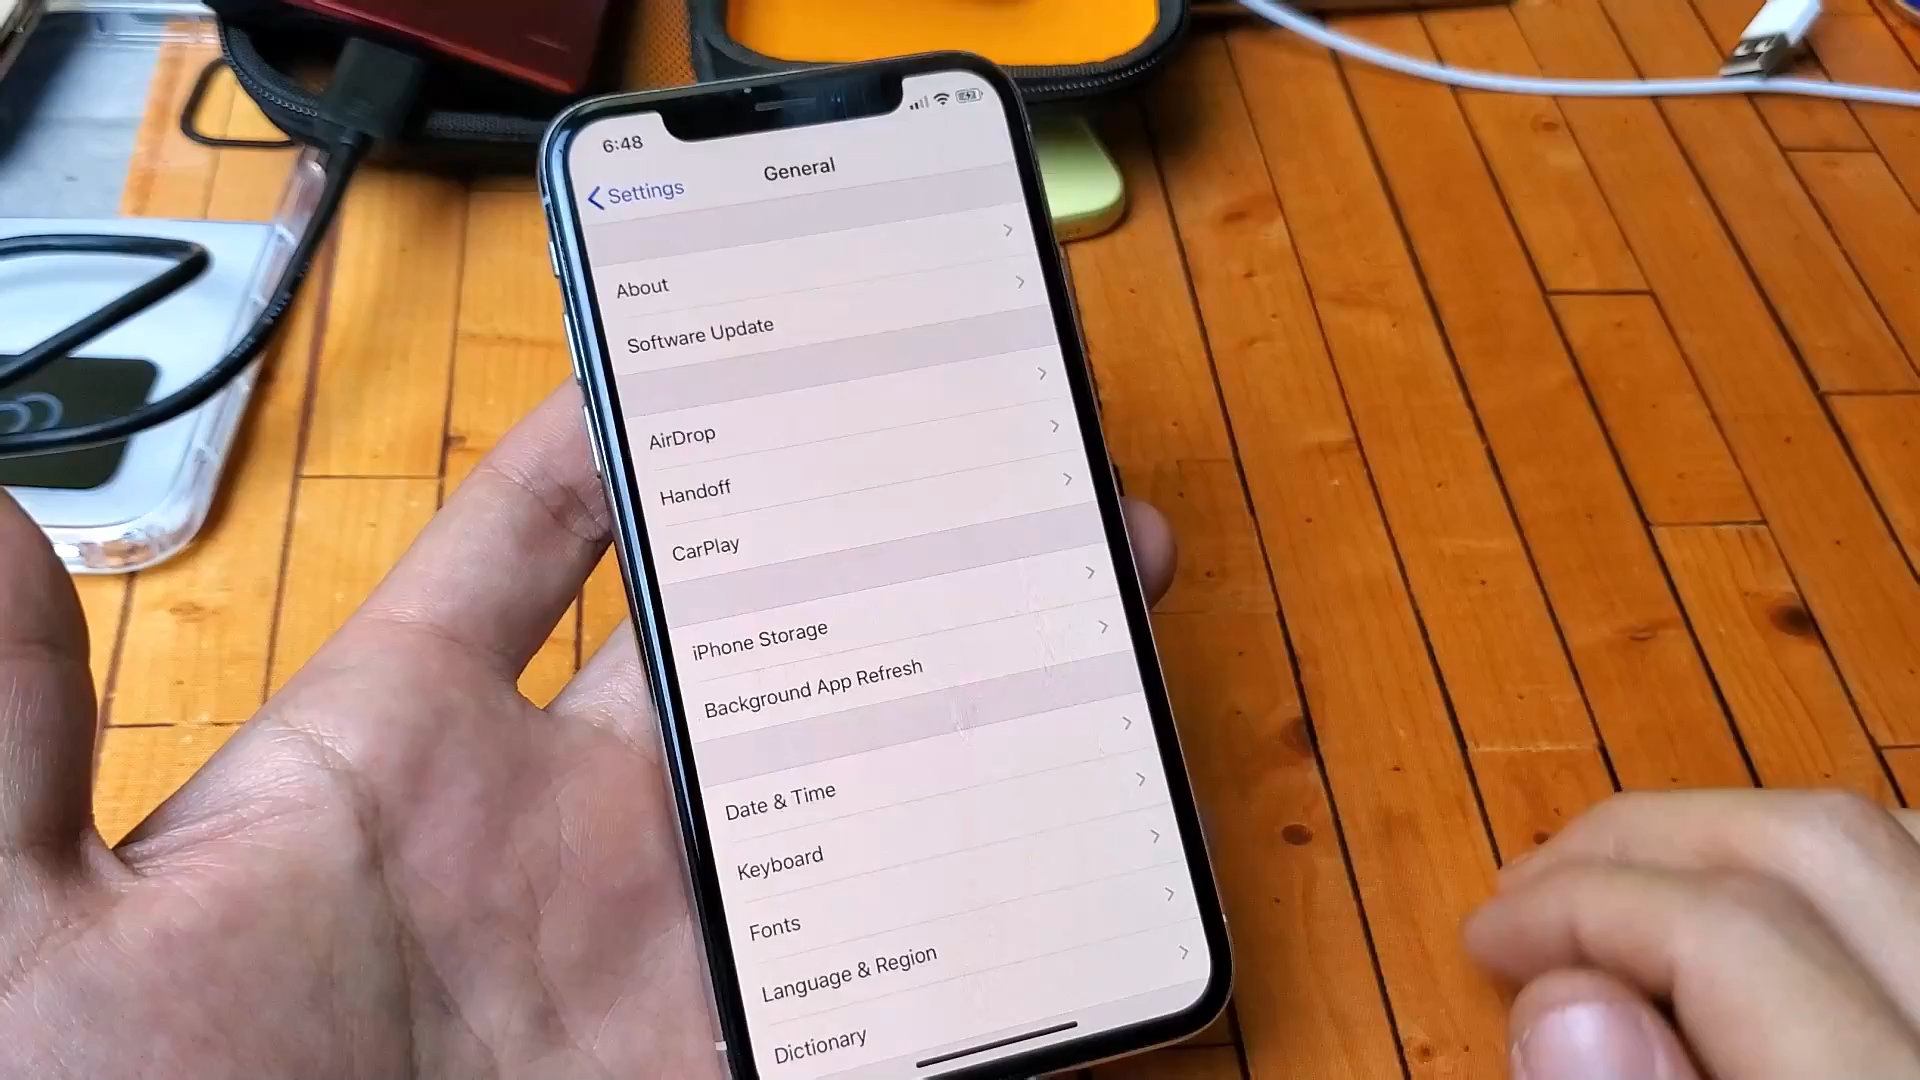 6:48
Settings
General
About
Software Update
AirDrop
Handoff
CarPlay
iPhone Storage
Background App Refresh
Date & Time
Keyboard
Fonts
Language & Region
Dictionary